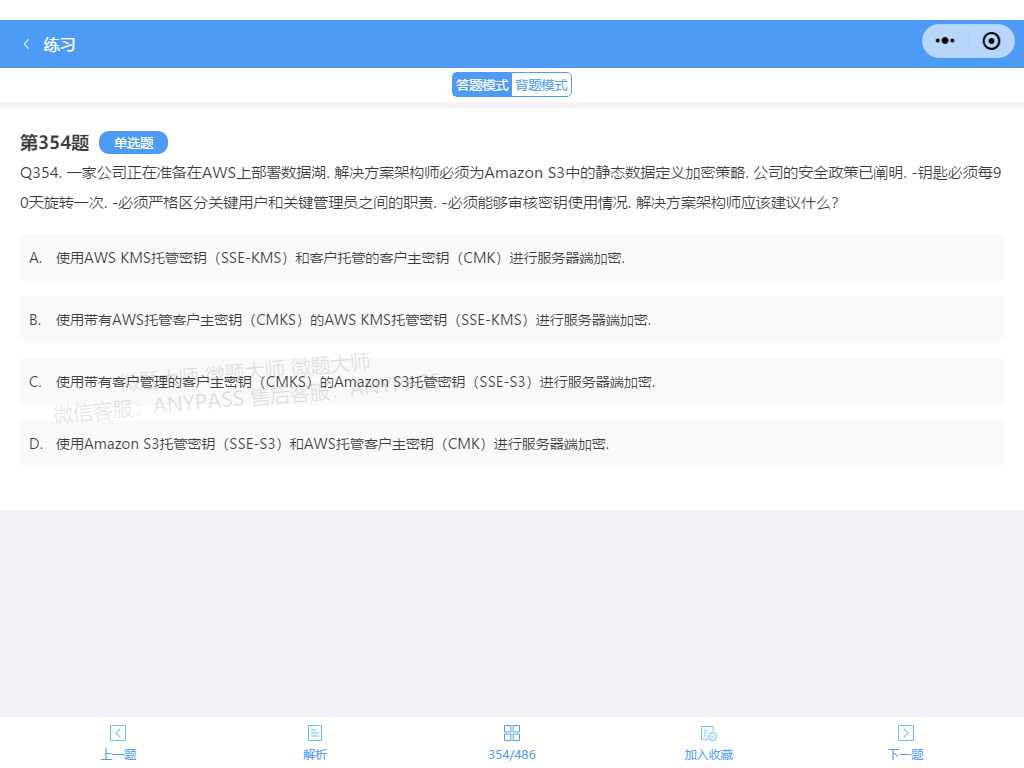 练习
答题模式 背题模式
第354题 单选题
Q354. 一家公司正在准备在AWS上部署数据湖. 解决方案架构师必须为Amazon S3中的静态数据定义加密策略. 公司的安全政策已阐明. -钥匙必须每9
0天旋转一次. -必须严格区分关键用户和关键管理员之间的职责. -必须能够审核密钥使用情况. 解决方案架构师应该建议什么?
A. 使用AWS KMS托管密钥（SSE-KMS）和客户托管的客户主密钥（CMK）进行服务器端加密.
B. 使用带有AWS托管客户主密钥（CMKS）的AWS KMS托管密钥（SSE-KMS）进行服务器端加密.
微题大师 微题大师 微题大师
C. 使用带有客户管理的客户主密钥（CMKS）的Amazon S3托管密钥（SSE-S3）进行服务器端加密.
微信客服：ANYPASS 售后客服：ANYPASS
D. 使用Amazon S3托管密钥（SSE-S3）和AWS托管客户主密钥（CMK）进行服务器端加密.
上一题 解析 354/486 加入收藏 下一题